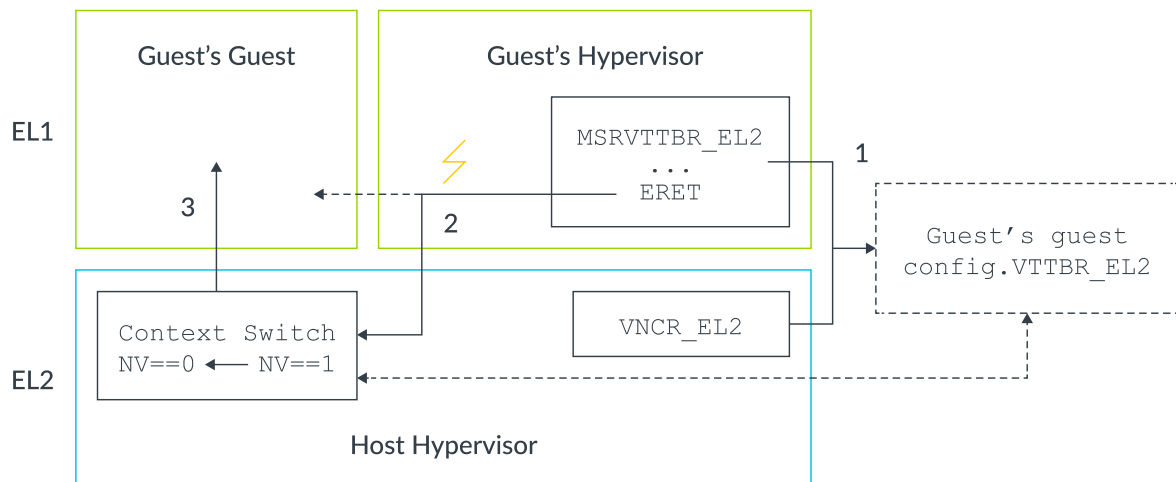 Guest's Guest
Guest's Hypervisor
EL1
MSRVTTBR_EL2
...
ERET
1
2
3
Guest's guest
config.VTTBR_EL2
VNCR_EL2
Context Switch
NV==0 NV==1
EL2
Host Hypervisor